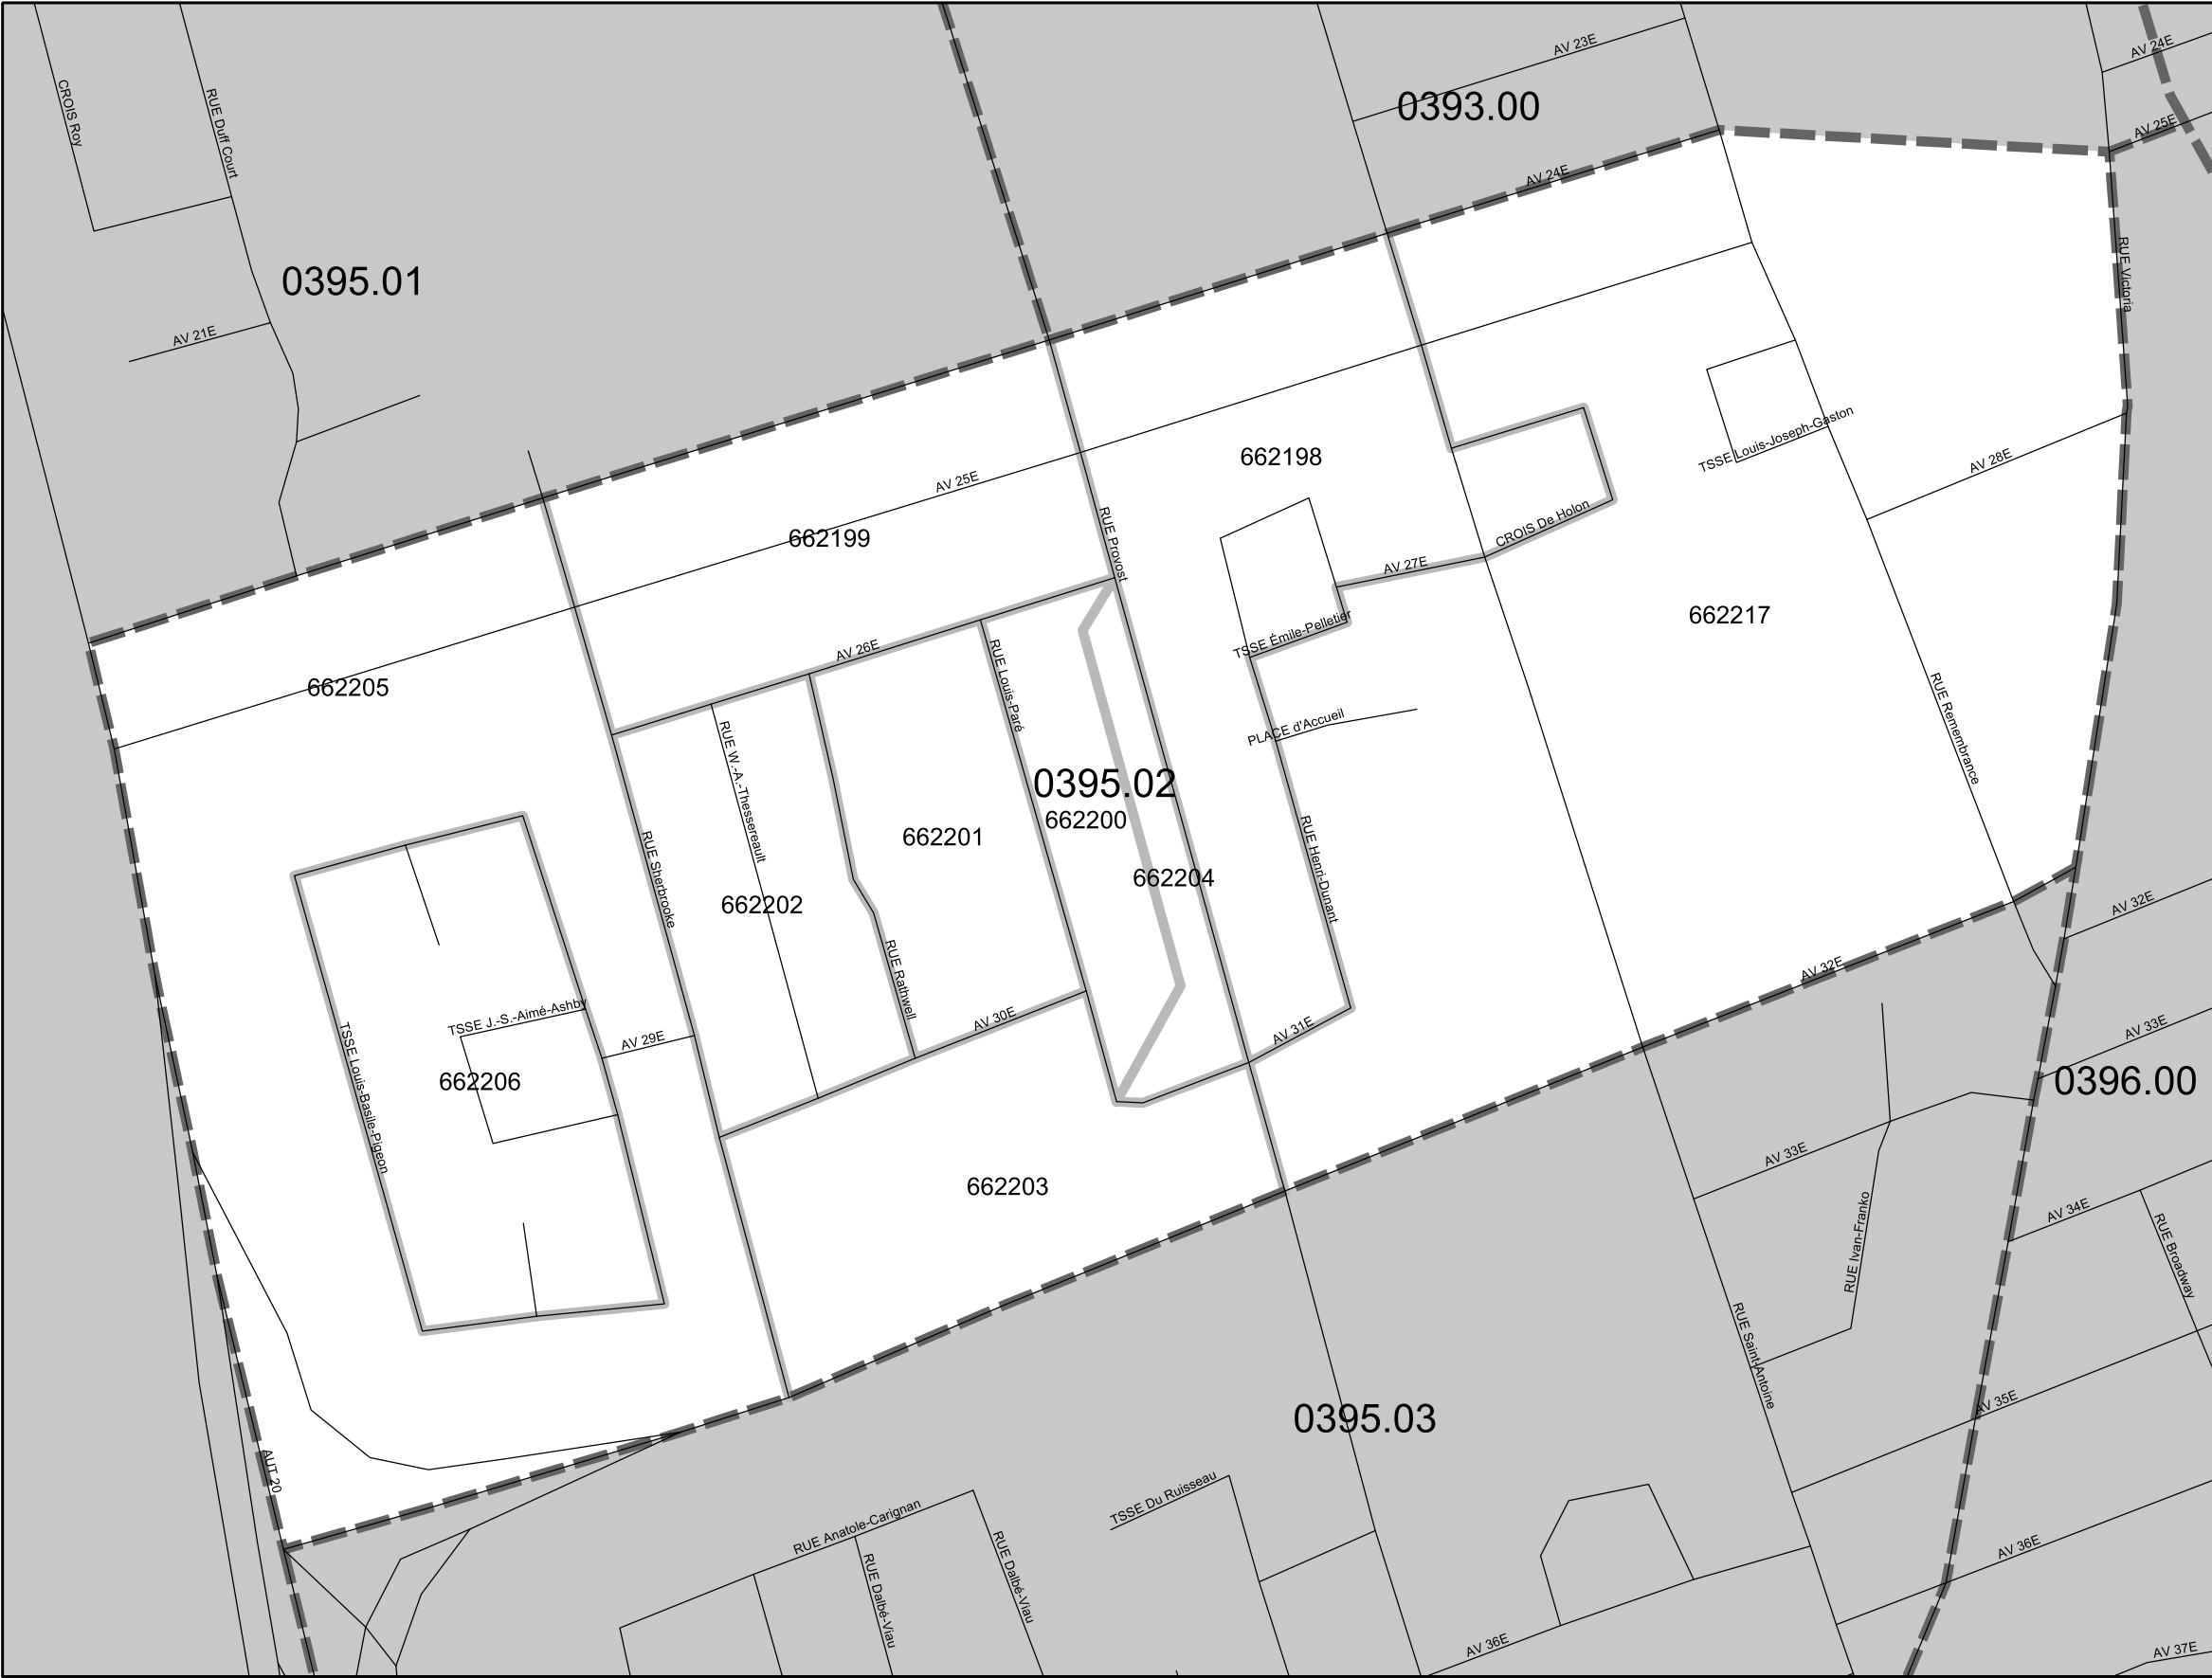 AV 23E
AV 24E
CROIS Roy
RUE Duff Court
0393.00
AV 25E
AV 24E
0395.01
RUE Victoria
AV 21E
TSSE Louis-Joseph-Gaston
662198
AV 28E
AV 25E
662199
RUE Provost
CROIS De Holon
AV 27E
662217
TSSE Émile-Pelletier
AV 26E
RUE Louis-Paré
662205
RUE Remembrance
PLACE d'Accueil
RUE W.-A.-Thessereault
0395.02
662200
662201
RUE Sherbrooke
RUE Henri-Dunant
662204
662202
AV 32E
RUE Rathwell
AV 32E
TSSE J.-S.-Aimé-Ashby
AV 30E
AV 31E
AV 33E
AV 29E
TSSE Louis-Basile-Pigeon
662206
0396.00
AV 33E
662203
AV 34E
RUE Ivan-Franko
RUE Broadway
RUE Saint-Antoine
AV 35E
0395.03
AUT 20
TSSE Du Ruisseau
RUE Anatole-Carignan
AV 36E
RUE Dalbé-Viau
RUE Dalbé-Viau
AV 36E
AV 37E